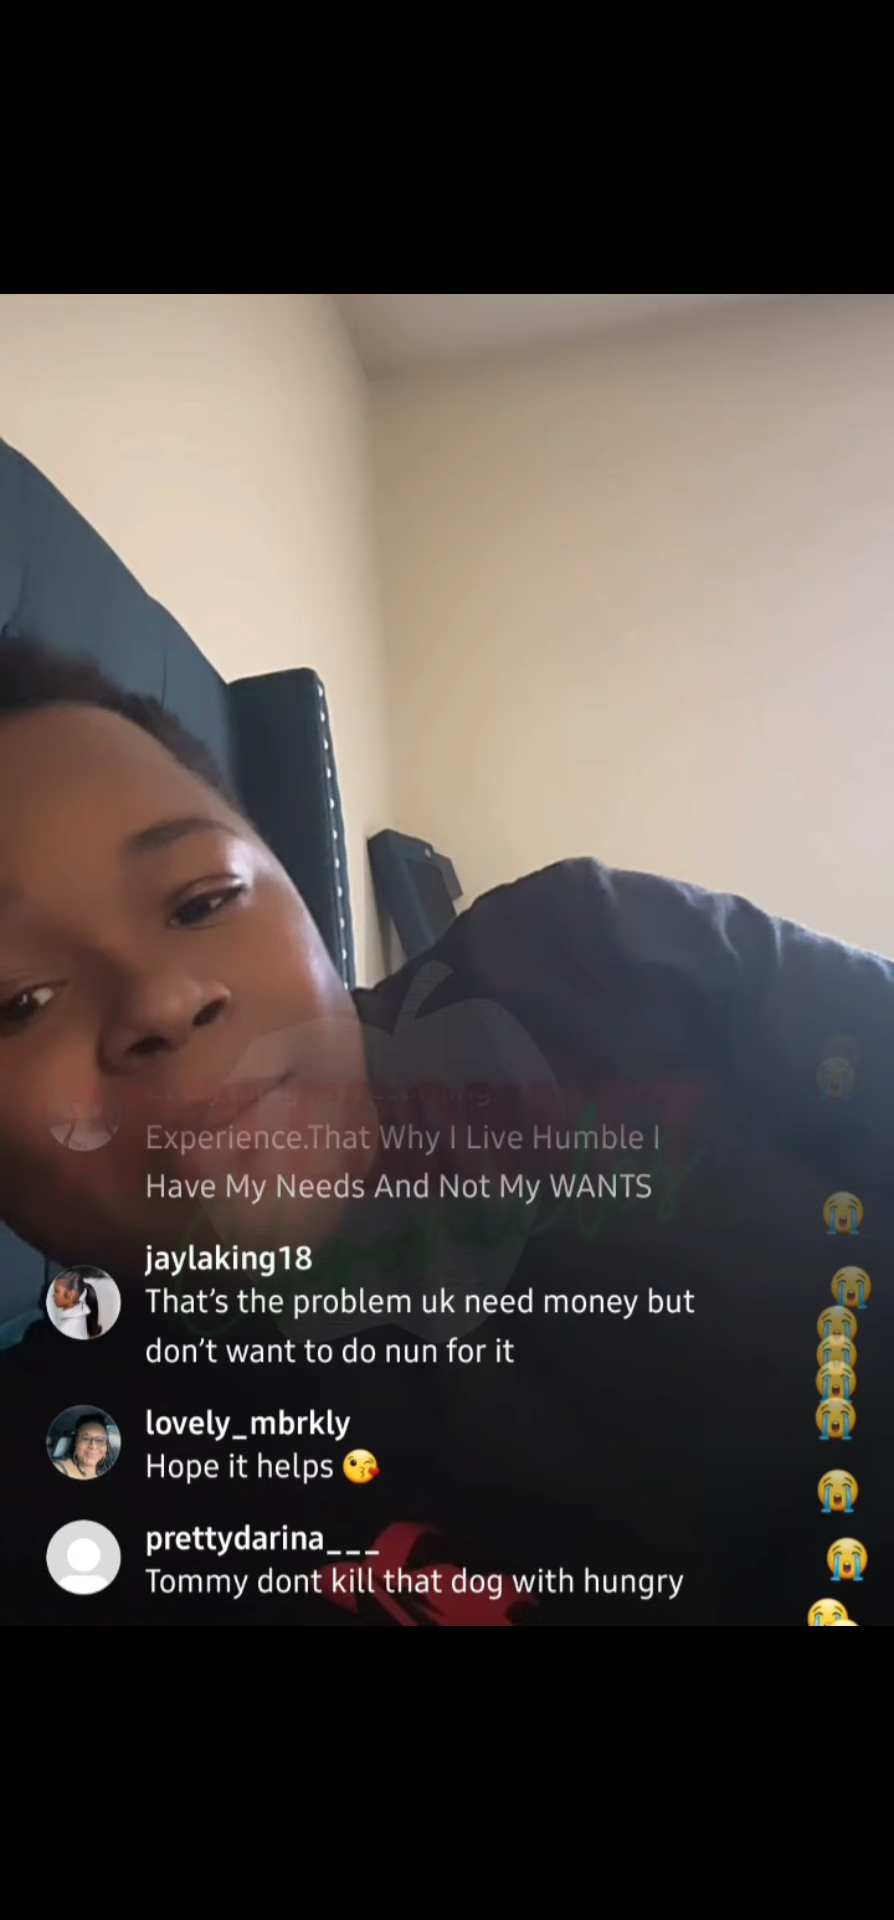 Experience.That Why I Live Humble I
Have My Needs And Not My WANTS
jaylaking18
That’s the problem uk need money but
don’t want to do nun for it
lovely_mbrkly
Hope it helps 😘
prettydarina___
Tommy dont kill that dog with hungry